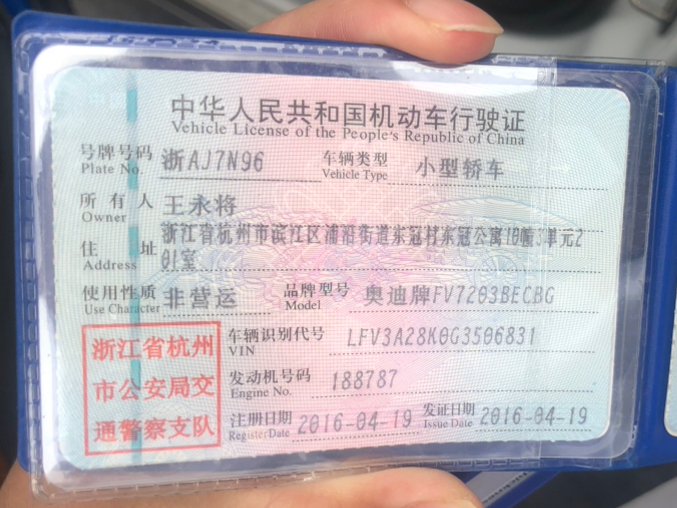 中华人民共和国机动车行驶证
Vehicle License of the People's Republic of China
号牌号码 浙AJ7N96 车辆类型 小型轿车
Plate No. Vehicle Type
所有人 王永将
Owner
住址 浙江省杭州市滨江区浦沿街道东冠村东冠公寓10幢3单元2
Address 01室
使用性质 非营运 品牌型号 奥迪牌FV7203BECBG
Use Character Model
浙江省杭州
市公安局交
通警察支队
车辆识别代号 LFV3A28K0G3506831
VIN
发动机号码 188787
Engine No.
注册日期 2016-04-19 发证日期 2016-04-19
Register Date Issue Date